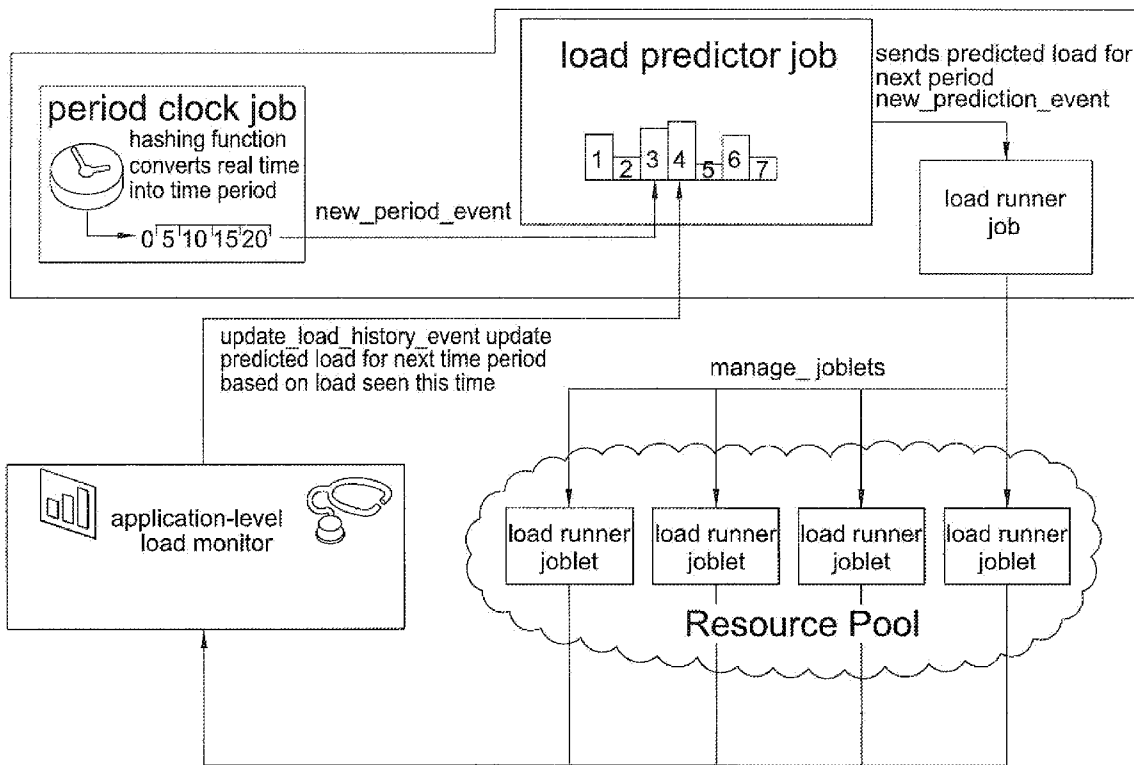 load predictor job
1 2 3 4 5 6 7
sends predicted load for
next period
new_prediction_event
period clock job
hashing function
converts real time
into time period
0 5 10 15 20
new_period_event
load runner
job
update_load_history_event update
predicted load for next time period
based on load seen this time
manage_ joblets
application-level
load monitor
load runner
joblet
load runner
joblet
load runner
joblet
load runner
joblet
Resource Pool